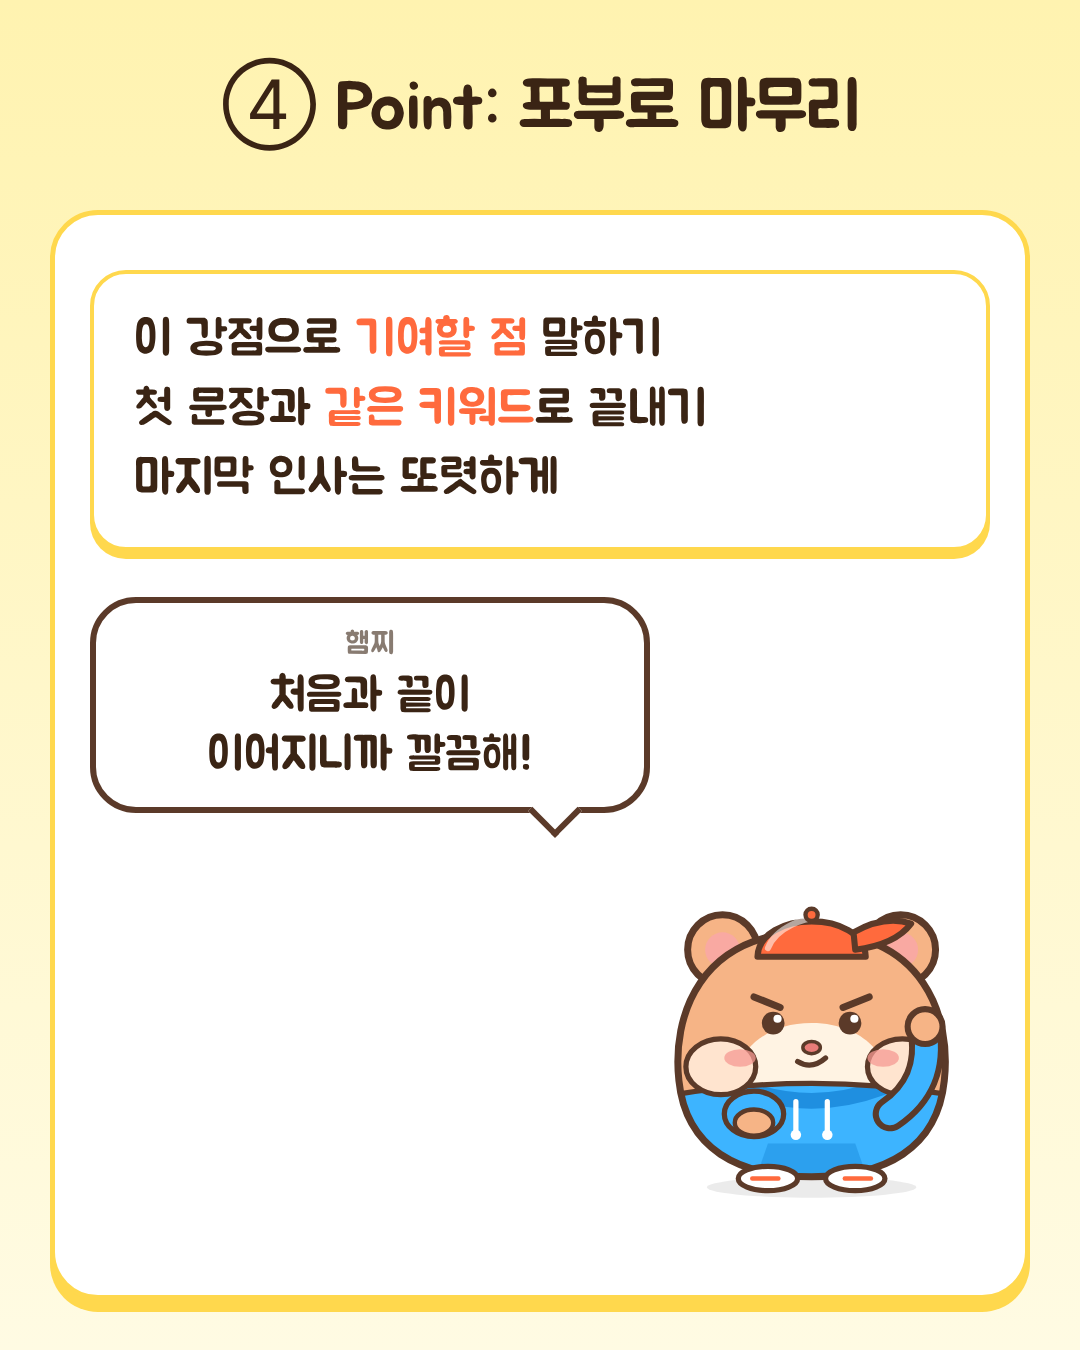 ④ Point: 포부로 마무리
이 강점으로 기여할 점 말하기
첫 문장과 같은 키워드로 끝내기
마지막 인사는 또렷하게
햄찌
처음과 끝이
이어지니까 깔끔해!